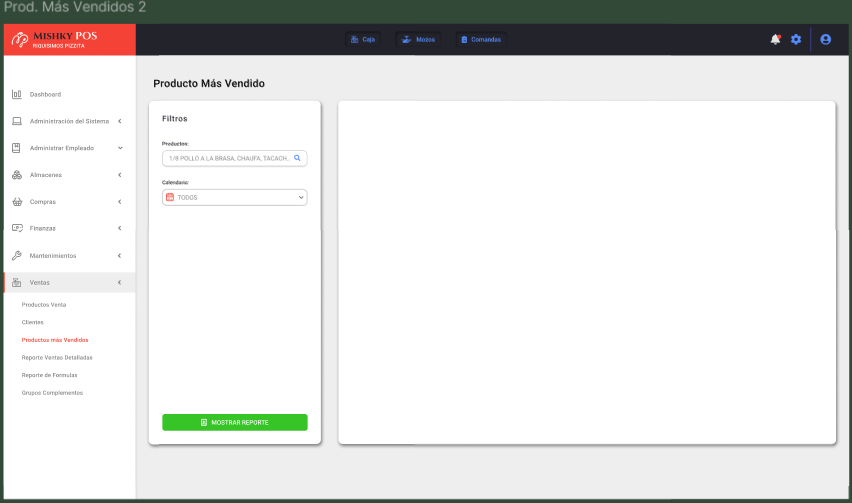 Prod. Más Vendidos 2
MISHKY POS
RIQUISIMOS PIZZITA
Caja
Mozos
Comandas
Dashboard
Administración del Sistema
Administrar Empleado
Almacenes
Compras
Finanzas
Mantenimientos
Ventas
Productos Venta
Clientes
Productos más Vendidos
Reporte Ventas Detalladas
Reporte de Formulas
Grupos Complementos
Producto Más Vendido
Filtros
Productos:
1/8 POLLO A LA BRASA, CHAUFA, TACACH..
Calendario:
TODOS
MOSTRAR REPORTE